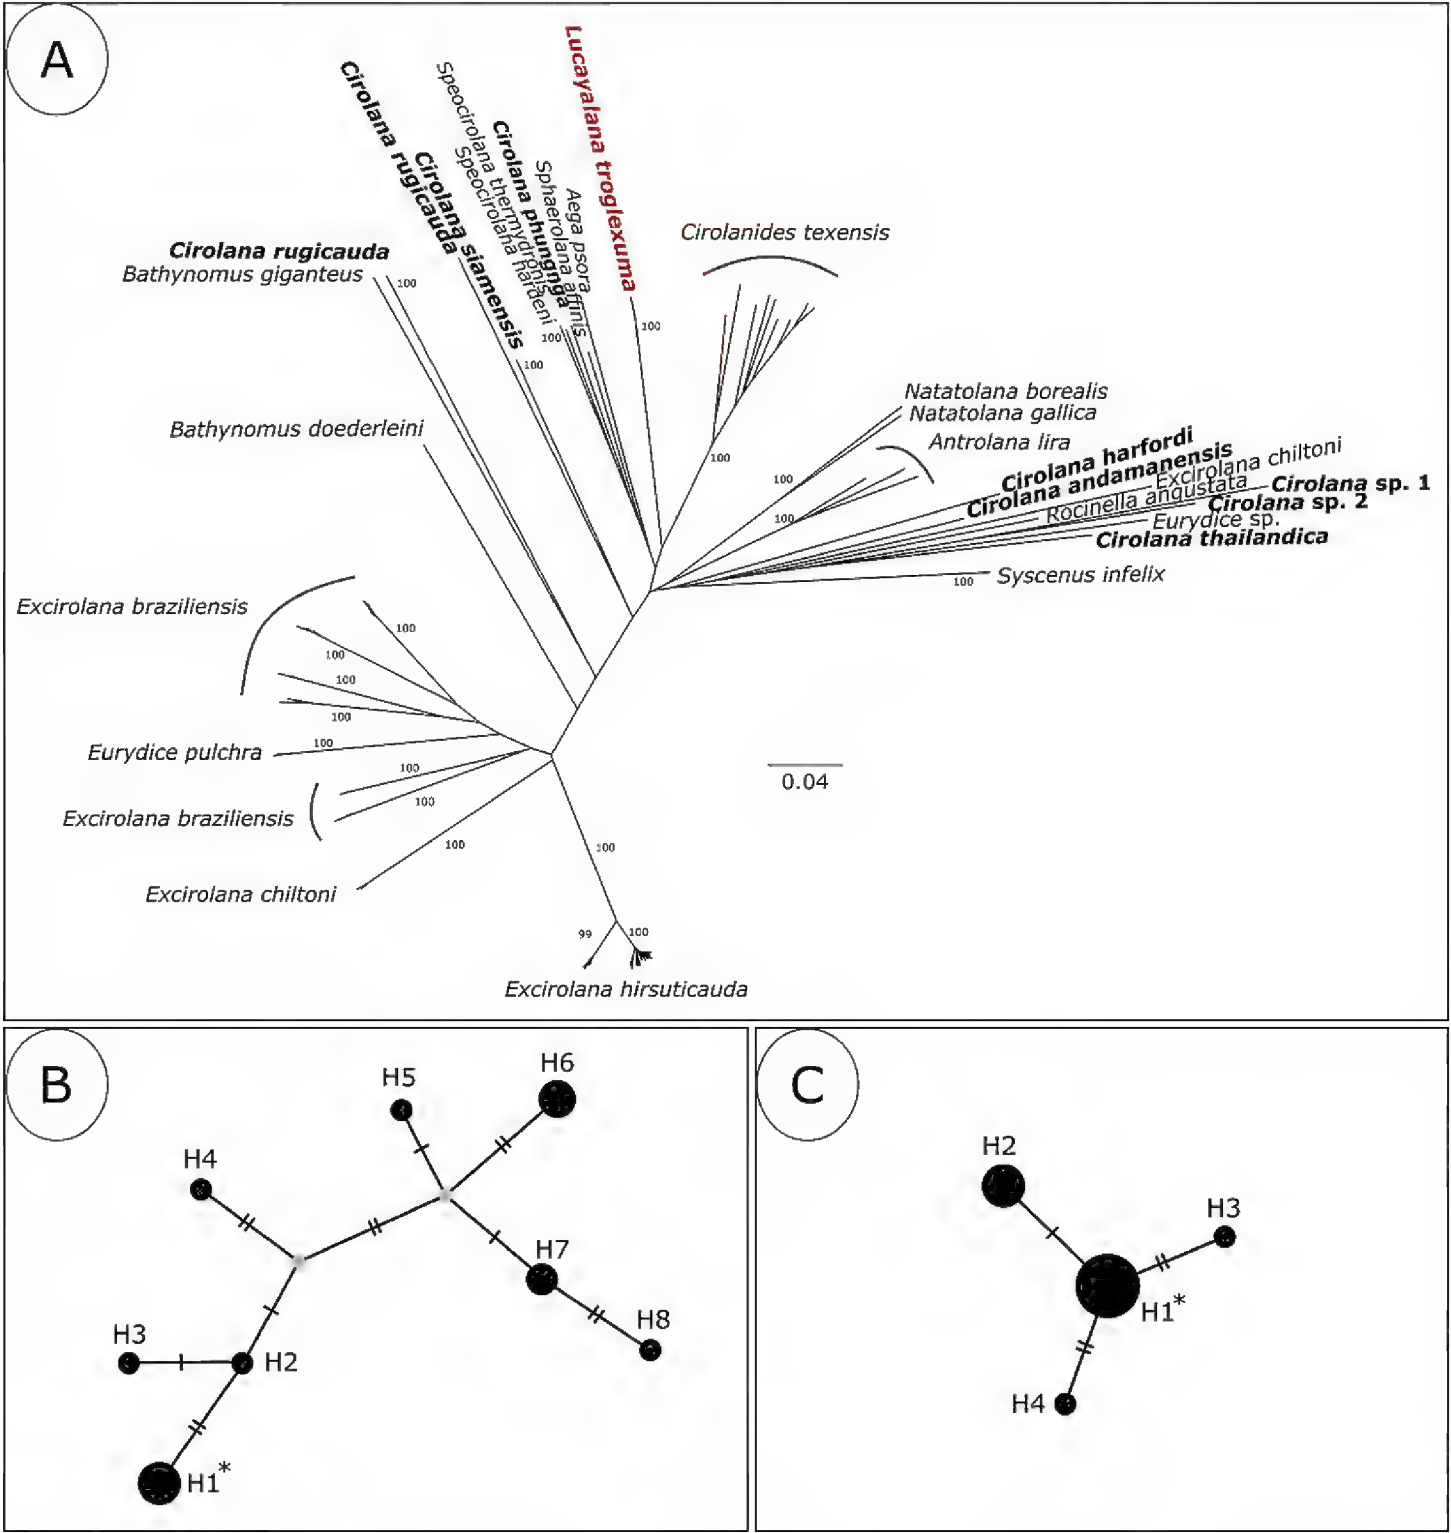 A
Lucayalana troglexuma
Cirolana rugicauda
Speocirolana thermydronis
Cirolana phungnga
Cirolana siamensis
Speocirolana hardeni
Sphaerolana affinis
Aega psora
Cirolanides texensis
Cirolana rugicauda
Bathynomus giganteus
100
100
100
100
Natatolana borealis
Natatolana gallica
Bathynomus doederleini
Antrolana lira
Cirolana harfordi
Cirolana andamanensis
Excirolana chiltoni
100
100
Rocinella angustata
Cirolana sp. 1
Cirolana sp. 2
100
Eurydice sp.
Cirolana thailandica
Syscenus infelix
100
Excirolana braziliensis
100
100
100
100
Eurydice pulchra
100
0.04
100
100
Excirolana braziliensis
100
100
Excirolana chiltoni
99
100
Excirolana hirsuticauda
B
H5
H6
H4
H7
H3
H2
H8
H1*
C
H2
H3
H1*
H4